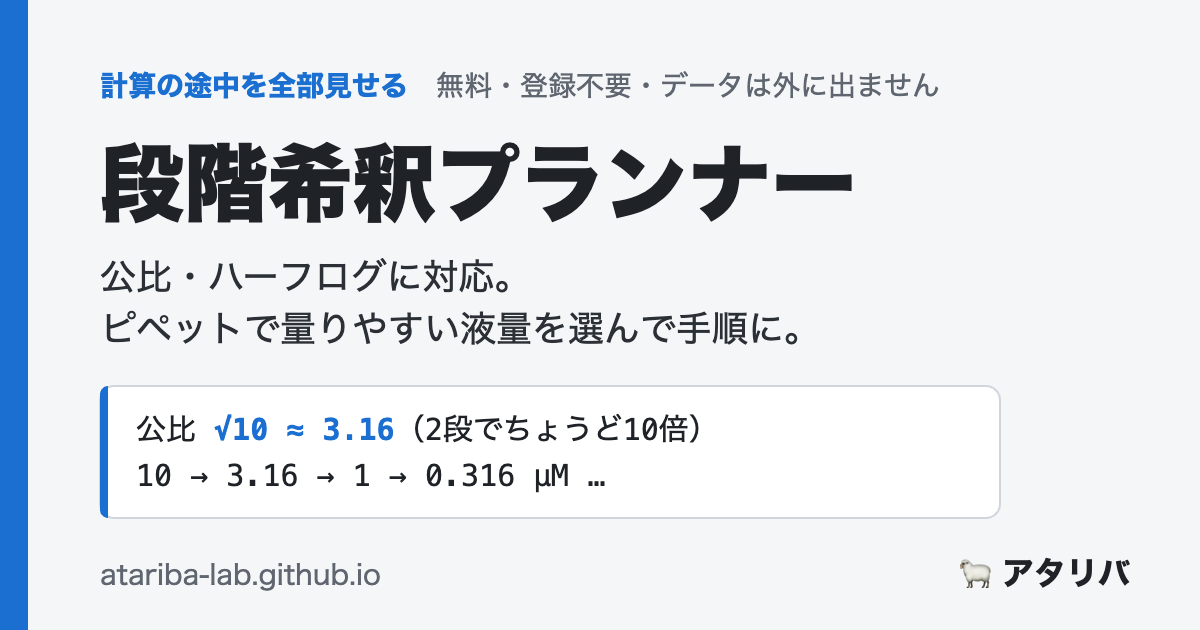 計算の途中を全部見せる 無料・登録不要・データは外に出ません
段階希釈プランナー
公比・ハーフログに対応。
ピペットで量りやすい液量を選んで手順に。
公比 √10 ≈ 3.16（2段でちょうど10倍）
10 → 3.16 → 1 → 0.316 µM …
atariba-lab.github.io
アタリバ